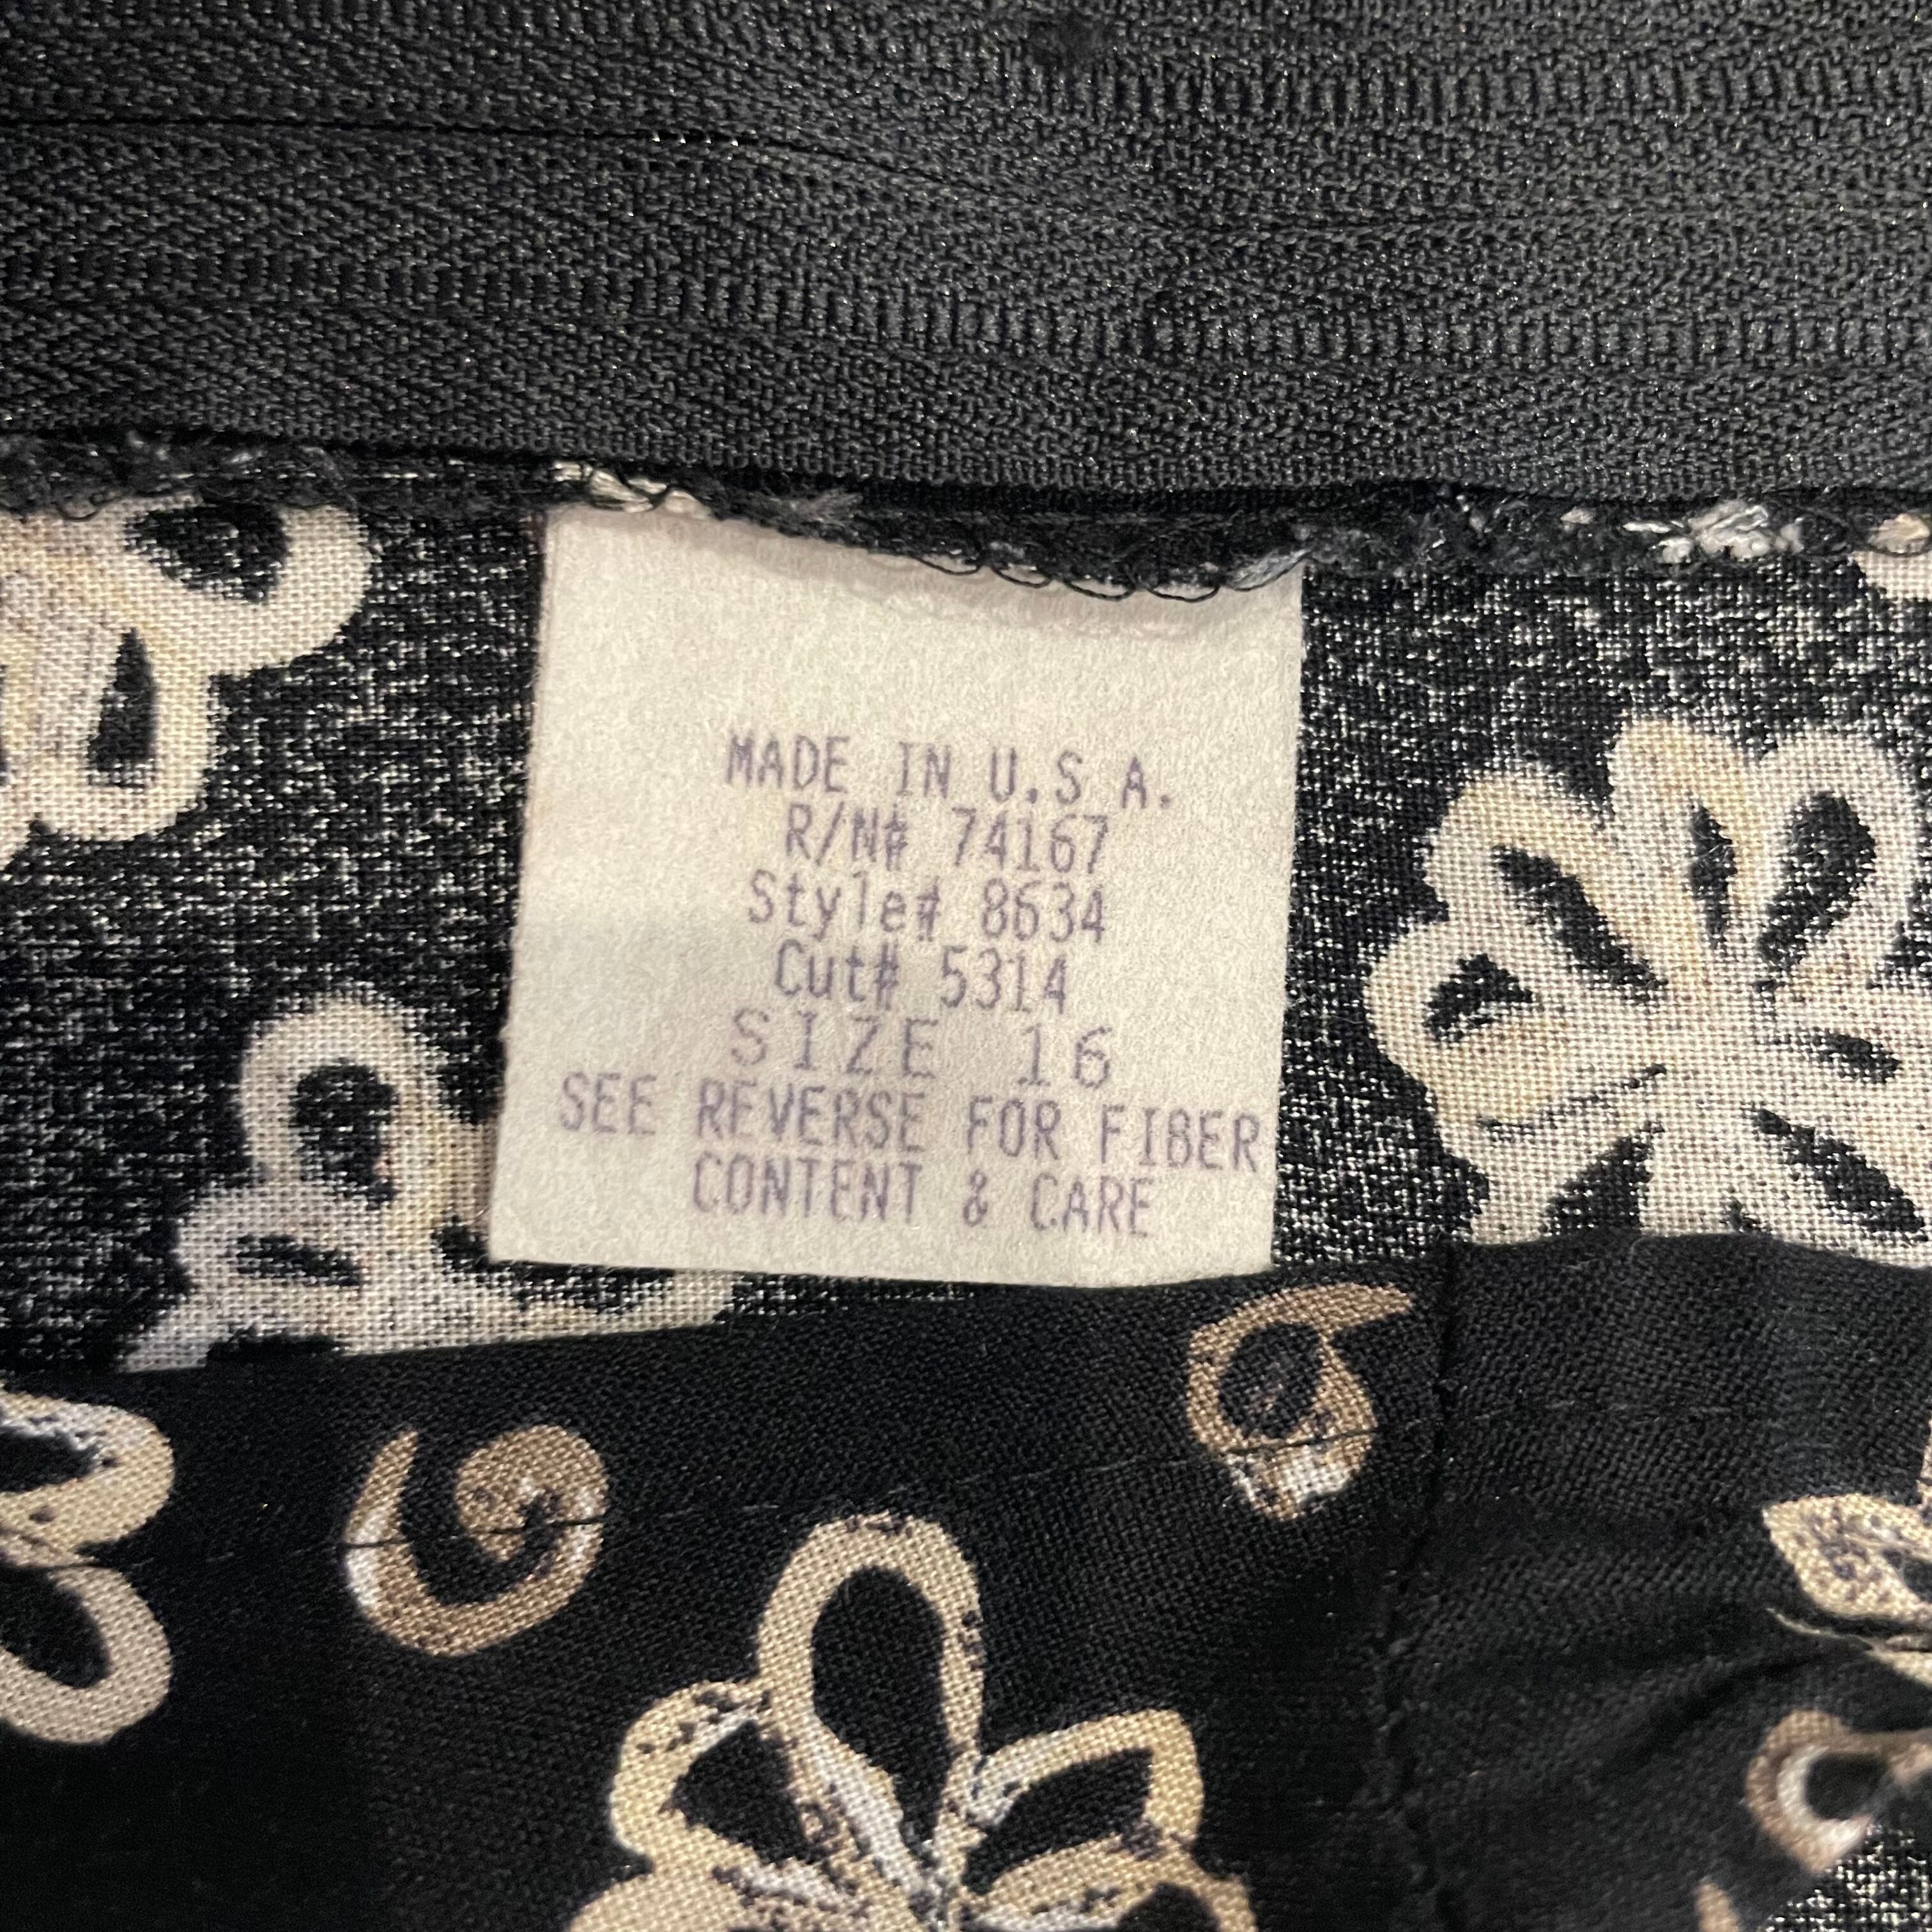 MADE IN U.S A.
R/N# 74167
Style# 8634
Cut# 5314
SIZE 16
SEE REVERSE FOR FIBER
CONTENT & CARE